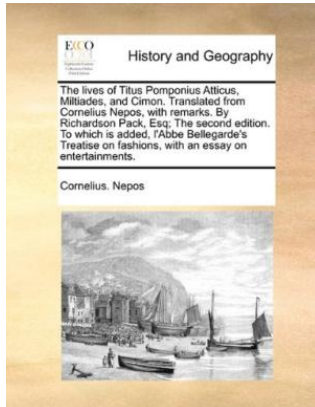 ECCO
History and Geography
The lives of Titus Pomponius Atticus,
Miltiades, and Cimon. Translated from
Cornelius Nepos, with remarks. By
Richardson Pack, Esq; The second edition.
To which is added, l'Abbe Bellegarde's
Treatise on fashions, with an essay on
entertainments.
Cornelius. Nepos